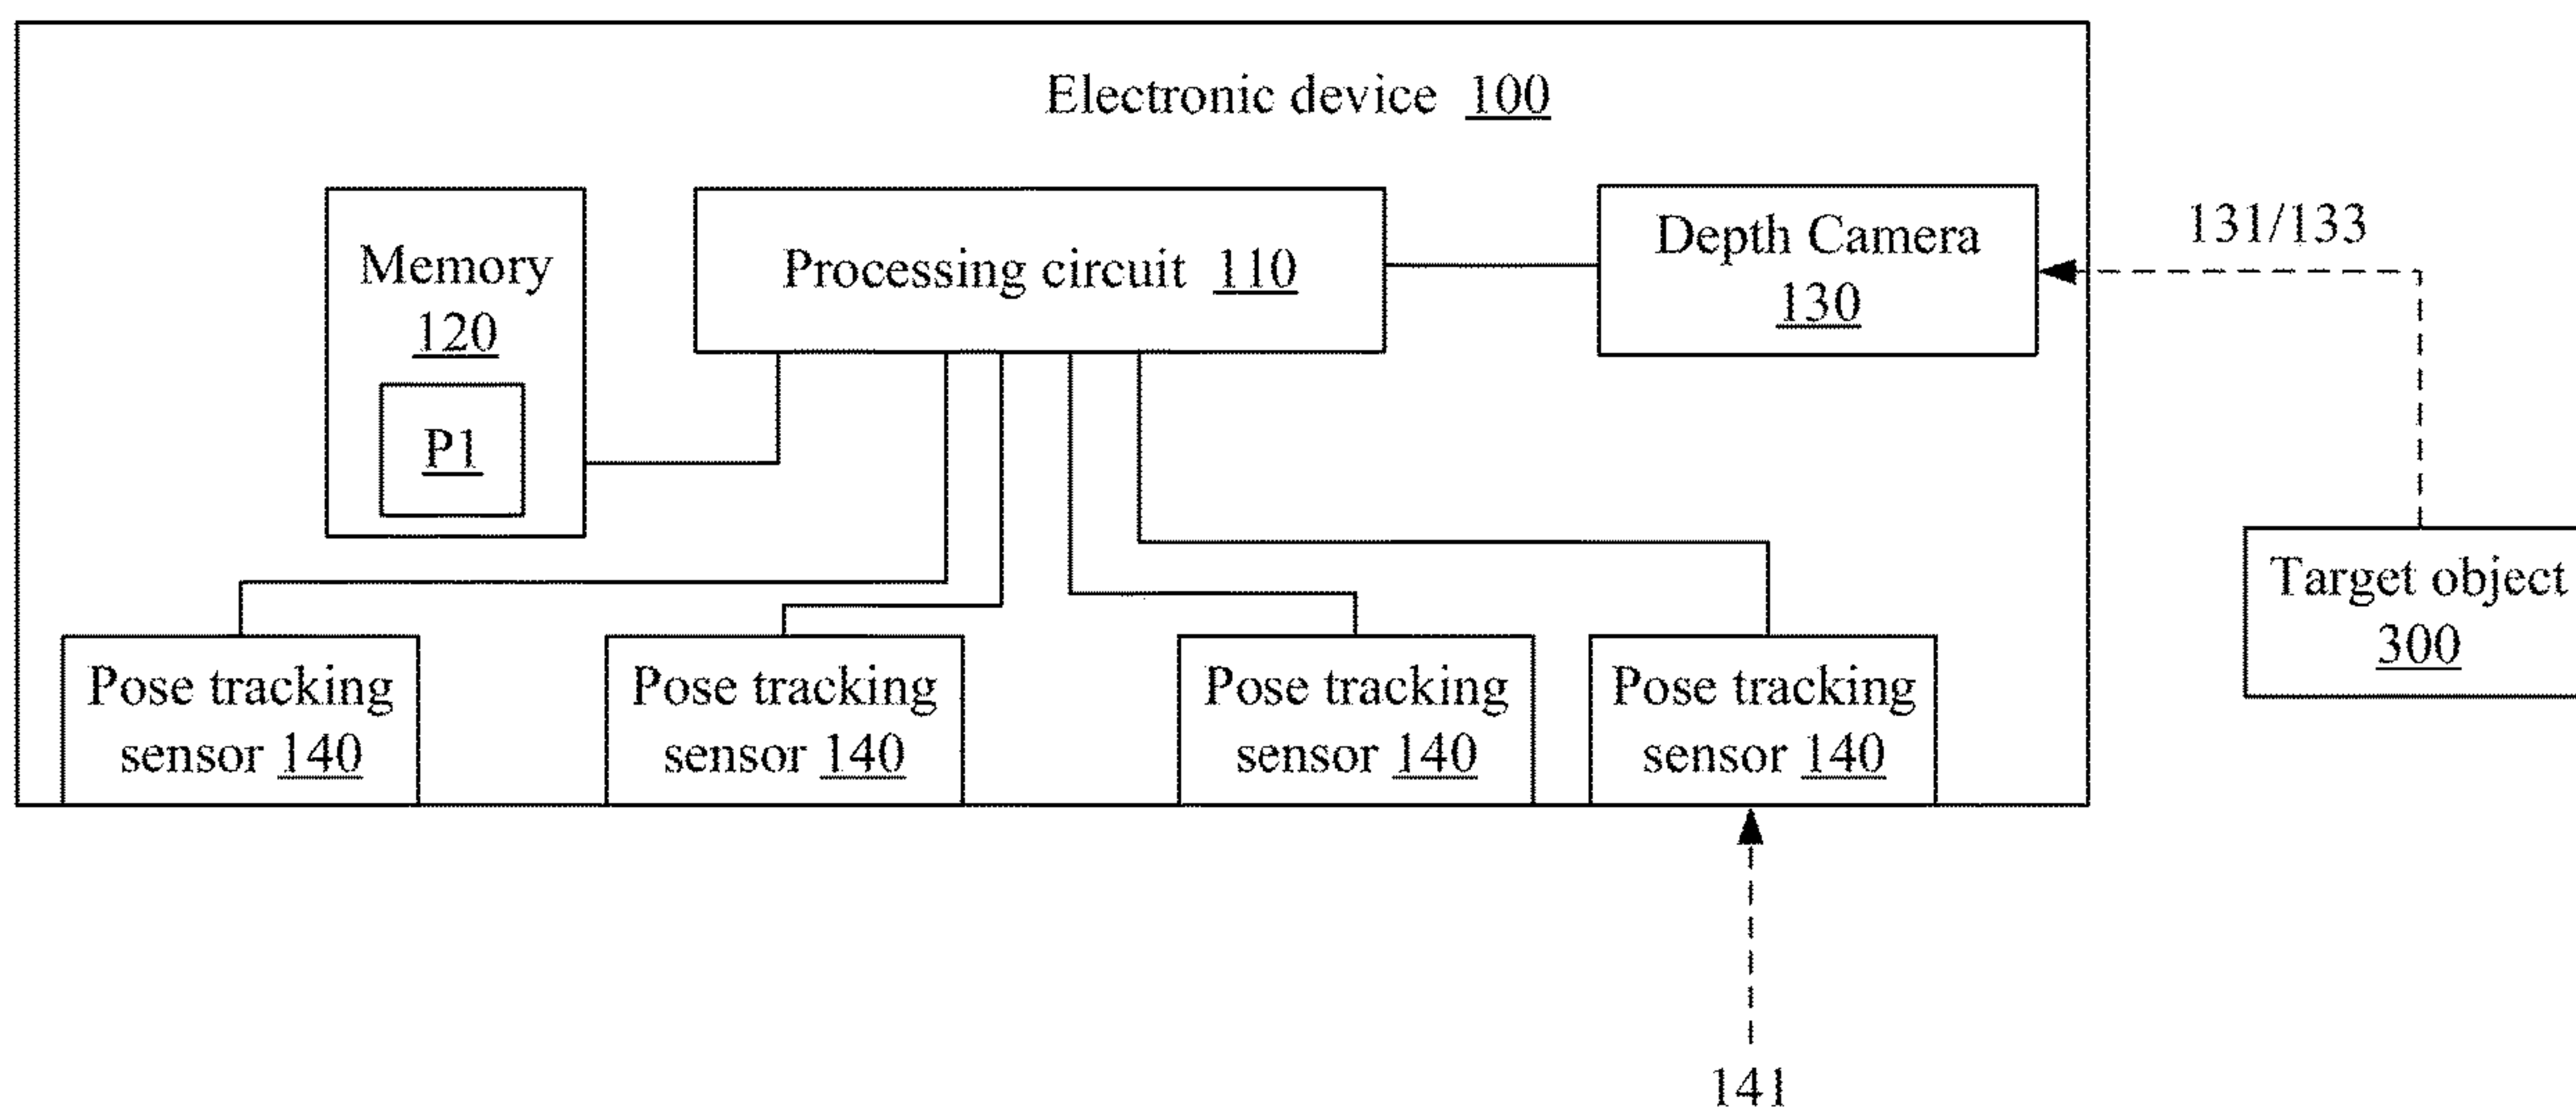 Electronic device 100
Memory
120
P1
Processing circuit 110
Depth Camera
130
131/133
Target object
300
Pose tracking
sensor 140
Pose tracking
sensor 140
Pose tracking
sensor 140
Pose tracking
sensor 140
141